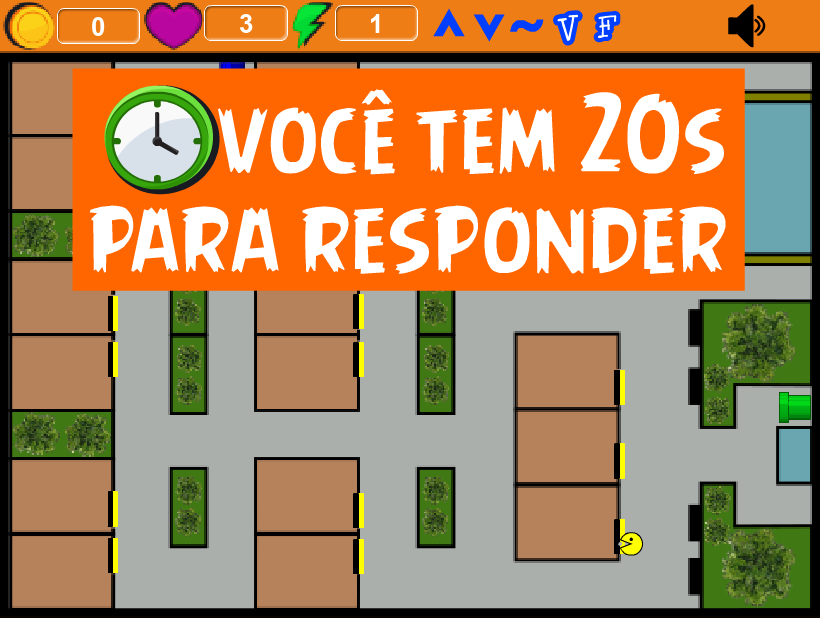 0 3 1 ∧ ∨ ~ V F
VOCÊ TEM 20S
PARA RESPONDER